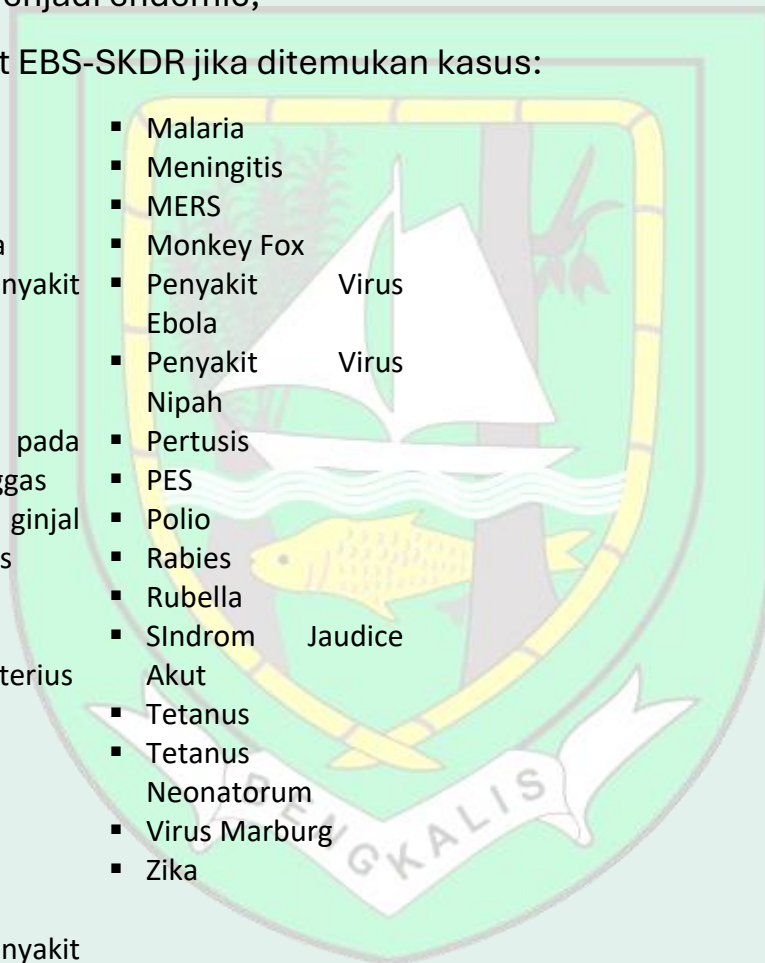 enjadi endemic,
t EBS-SKDR jika ditemukan kasus:
a
nyakit
pada
ggas
ginjal
s
terius
nyakit
▪ Malaria
▪ Meningitis
▪ MERS
▪ Monkey Fox
▪ Penyakit Virus
Ebola
▪ Penyakit Virus
Nipah
▪ Pertusis
▪ PES
▪ Polio
▪ Rabies
▪ Rubella
▪ SIndrom Jaudice
Akut
▪ Tetanus
▪ Tetanus
Neonatorum
▪ Virus Marburg
▪ Zika
BENGKALIS